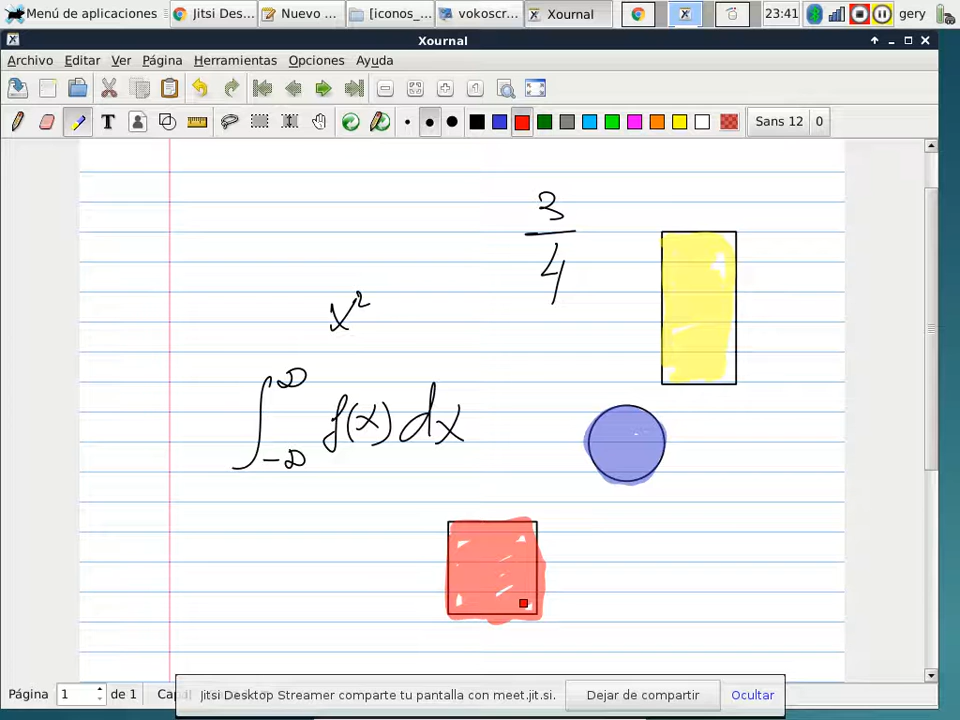 Menú de aplicaciones Jitsi Des... Nuevo ... [iconos_... vokoscr... Xournal 23:41 gery
Xournal
Archivo Editar Ver Página Herramientas Opciones Ayuda
Sans 12 0
3
4
x²
∫ ∞ -∞ f(x) dx
Página 1 de 1 Cap
Jitsi Desktop Streamer comparte tu pantalla con meet.jit.si. Dejar de compartir Ocultar